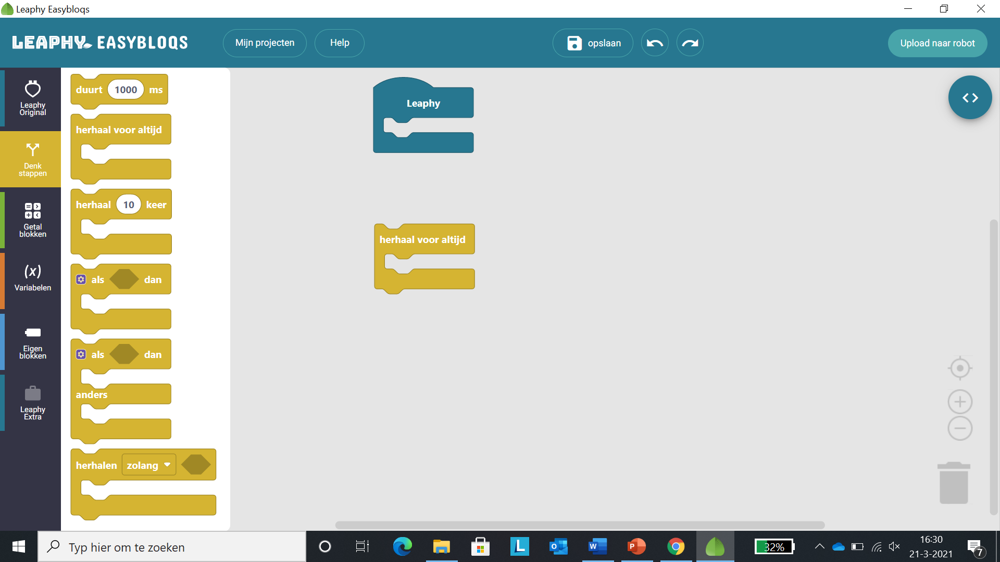 Leaphy Easybloqs
LEAPHY EASYBLOQS
Mijn projecten
Help
opslaan
Upload naar robot
Leaphy
Original
Denk
stappen
Getal
blokken
(x)
Variabelen
Eigen
blokken
Leaphy
Extra
duurt 1000 ms
herhaal voor altijd
herhaal 10 keer
als dan
als dan
anders
herhalen zolang
Leaphy
herhaal voor altijd
Typ hier om te zoeken
32%
16:30
21-3-2021
7